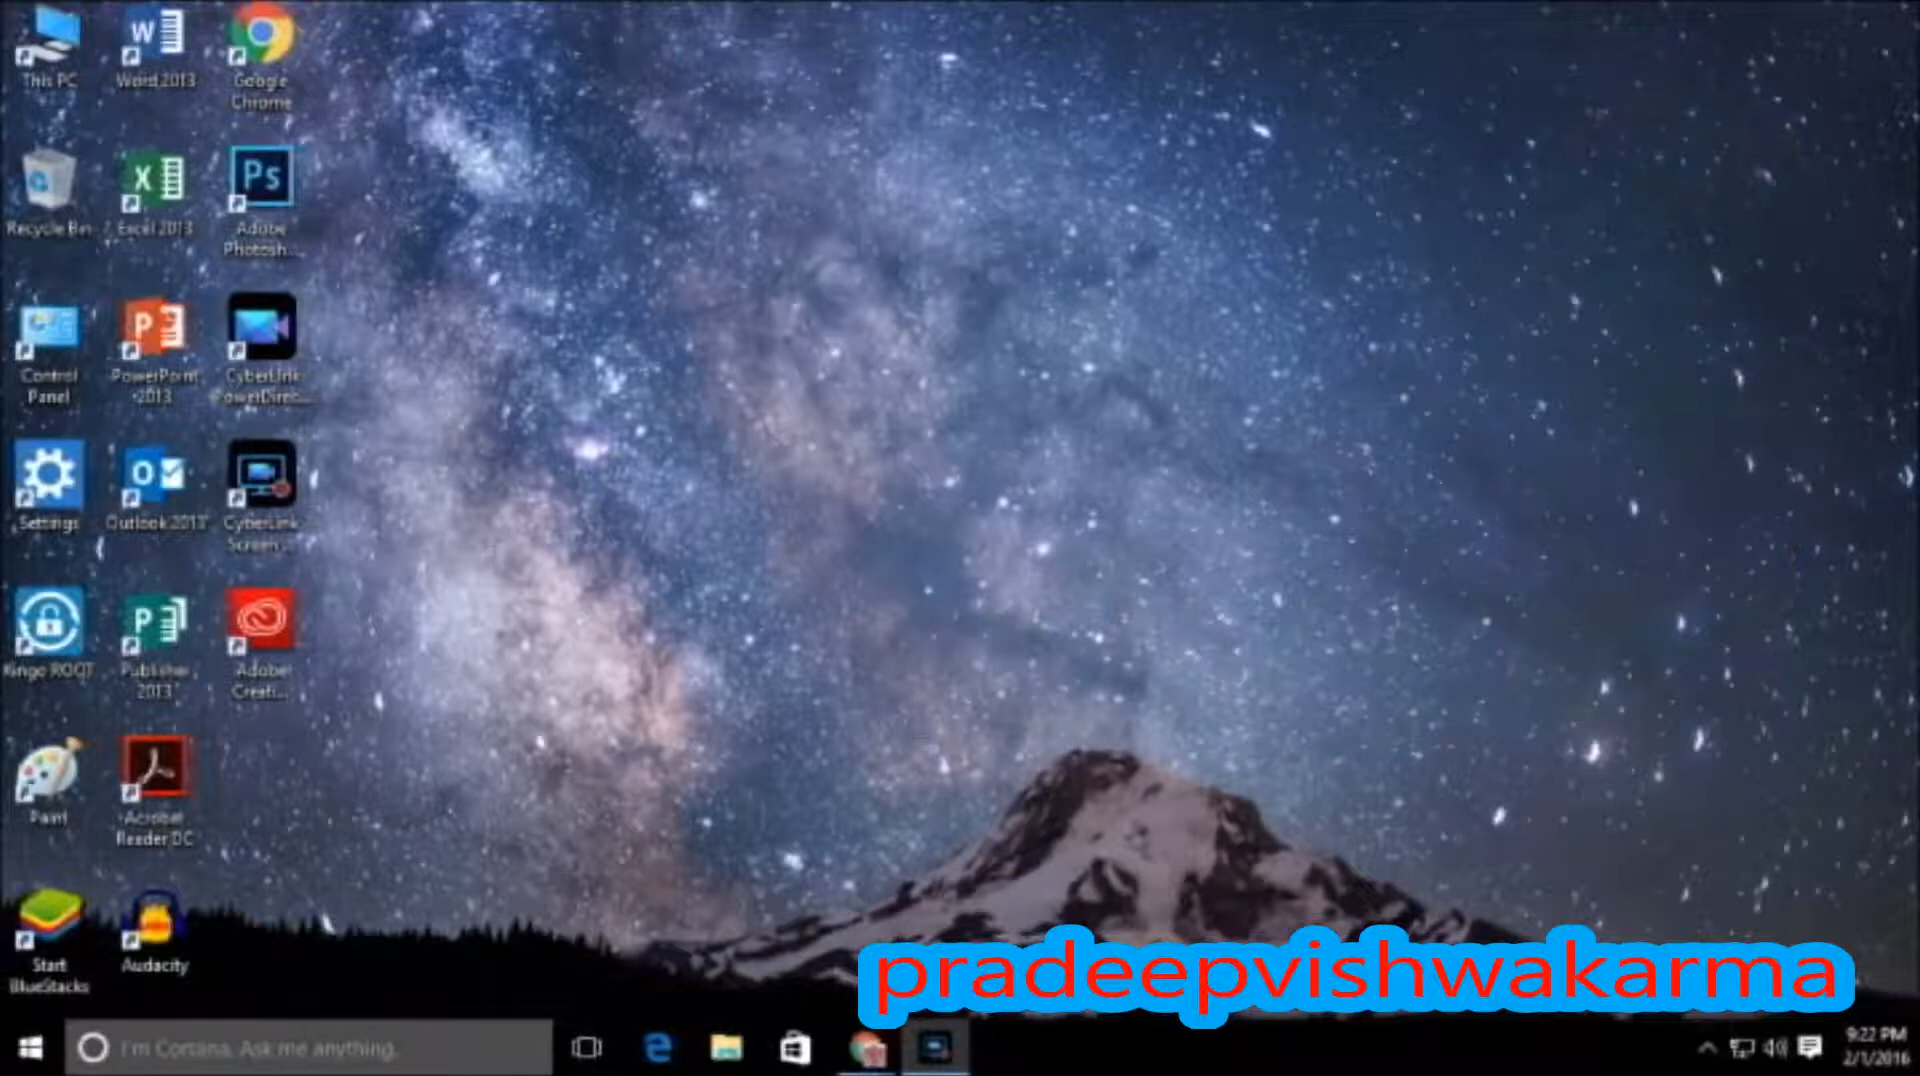 This PC
Word 2013
Google
Chrome
Recycle Bin
Excel 2013
Ps
Adobe
Photosh...
Control
Panel
PowerPoint
2013
CyberLink
PowerDirec...
Settings
Outlook 2013
CyberLink
Screen ...
Kingo ROOT
Publisher
2013
Adobe
Creati...
Paint
Acrobat
Reader DC
Start
BlueStacks
Audacity
pradeepvishwakarma
I'm Cortana. Ask me anything.
9:22 PM
2/1/2016